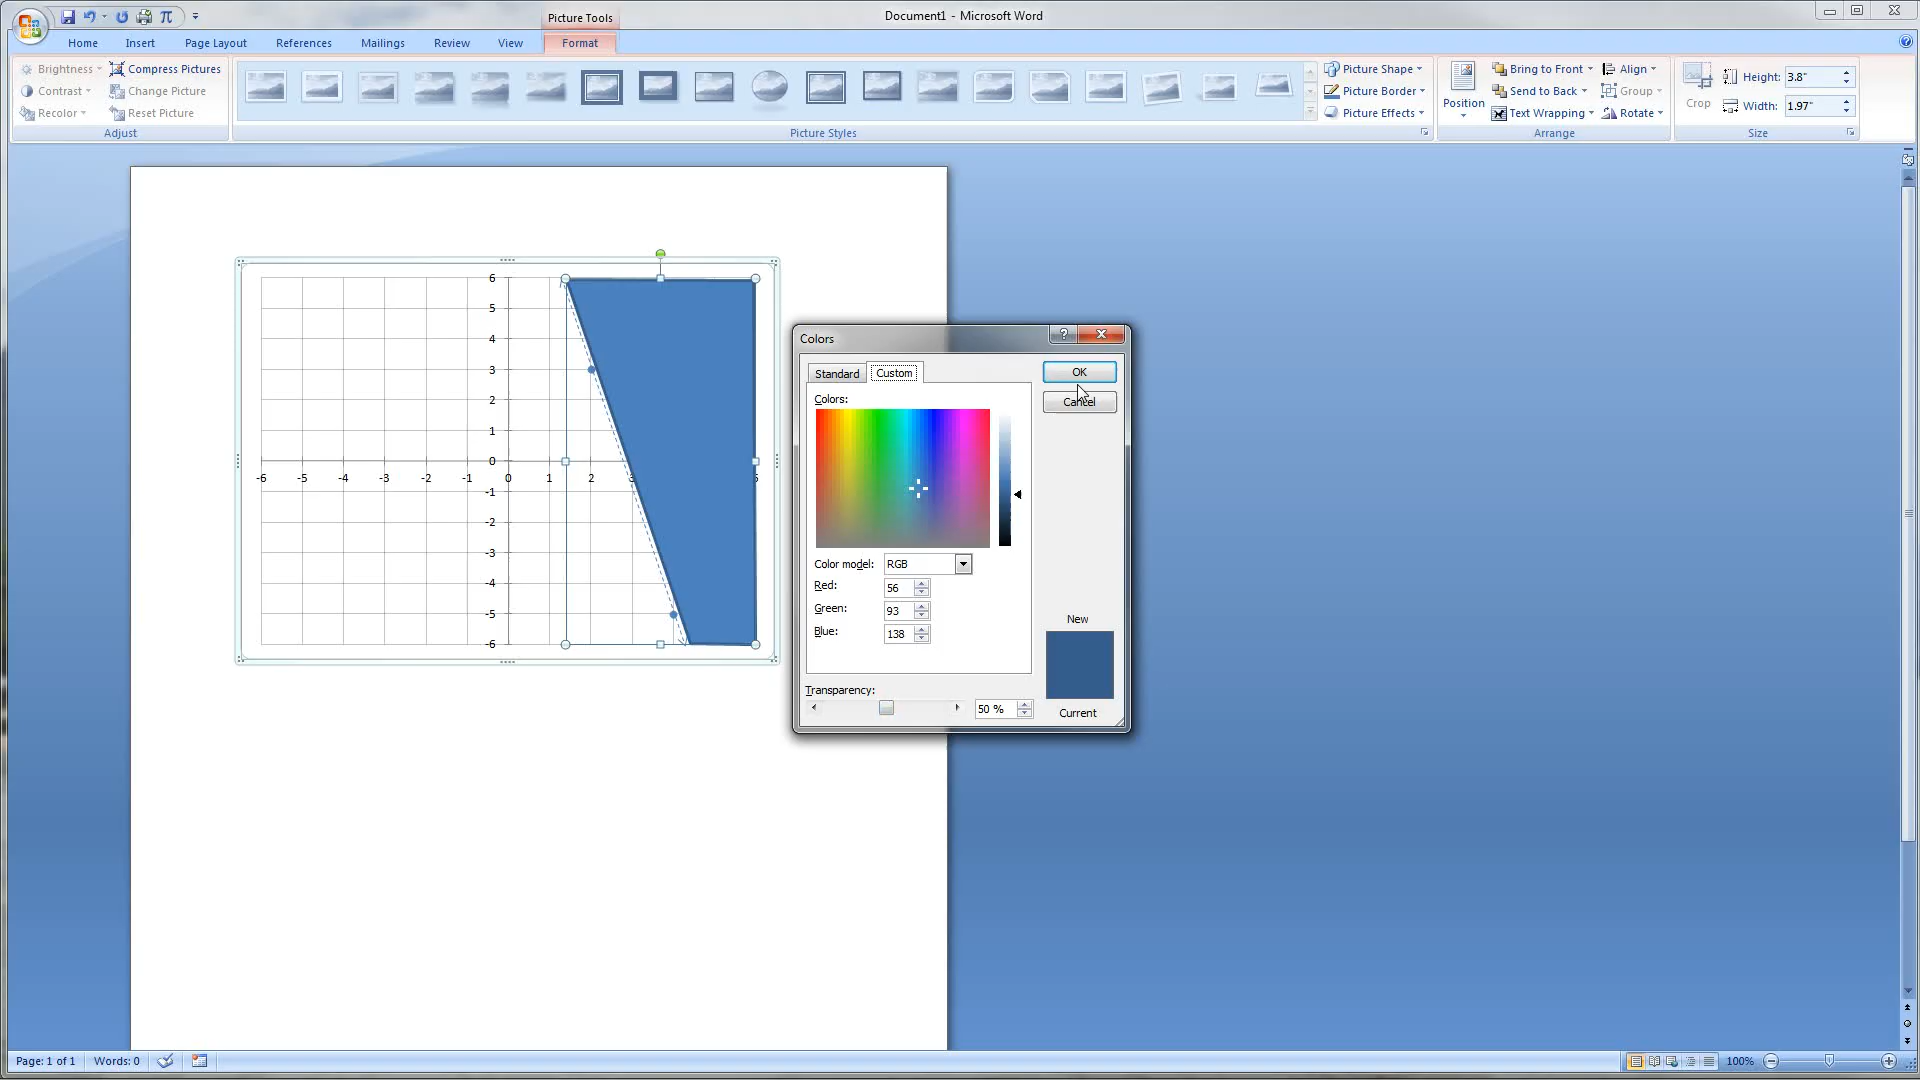 Document1 - Microsoft Word
Picture Tools
Home Insert Page Layout References Mailings Review View Format
Brightness Compress Pictures
Contrast Change Picture
Recolor Reset Picture
Adjust
Picture Shape
Picture Border
Picture Effects
Picture Styles
Position
Bring to Front Align
Send to Back Group
Text Wrapping Rotate
Arrange
Crop
Height: 3.8"
Width: 1.97"
Size
6
5
4
3
2
1
0
-6 -5 -4 -3 -2 -1 0 1 2
-1
-2
-3
-4
-5
-6
Colors
Standard Custom
OK
Cancel
Colors:
Color model: RGB
Red: 56
Green: 93
Blue: 138
Transparency:
50 %
New
Current
Page: 1 of 1 Words: 0
100%